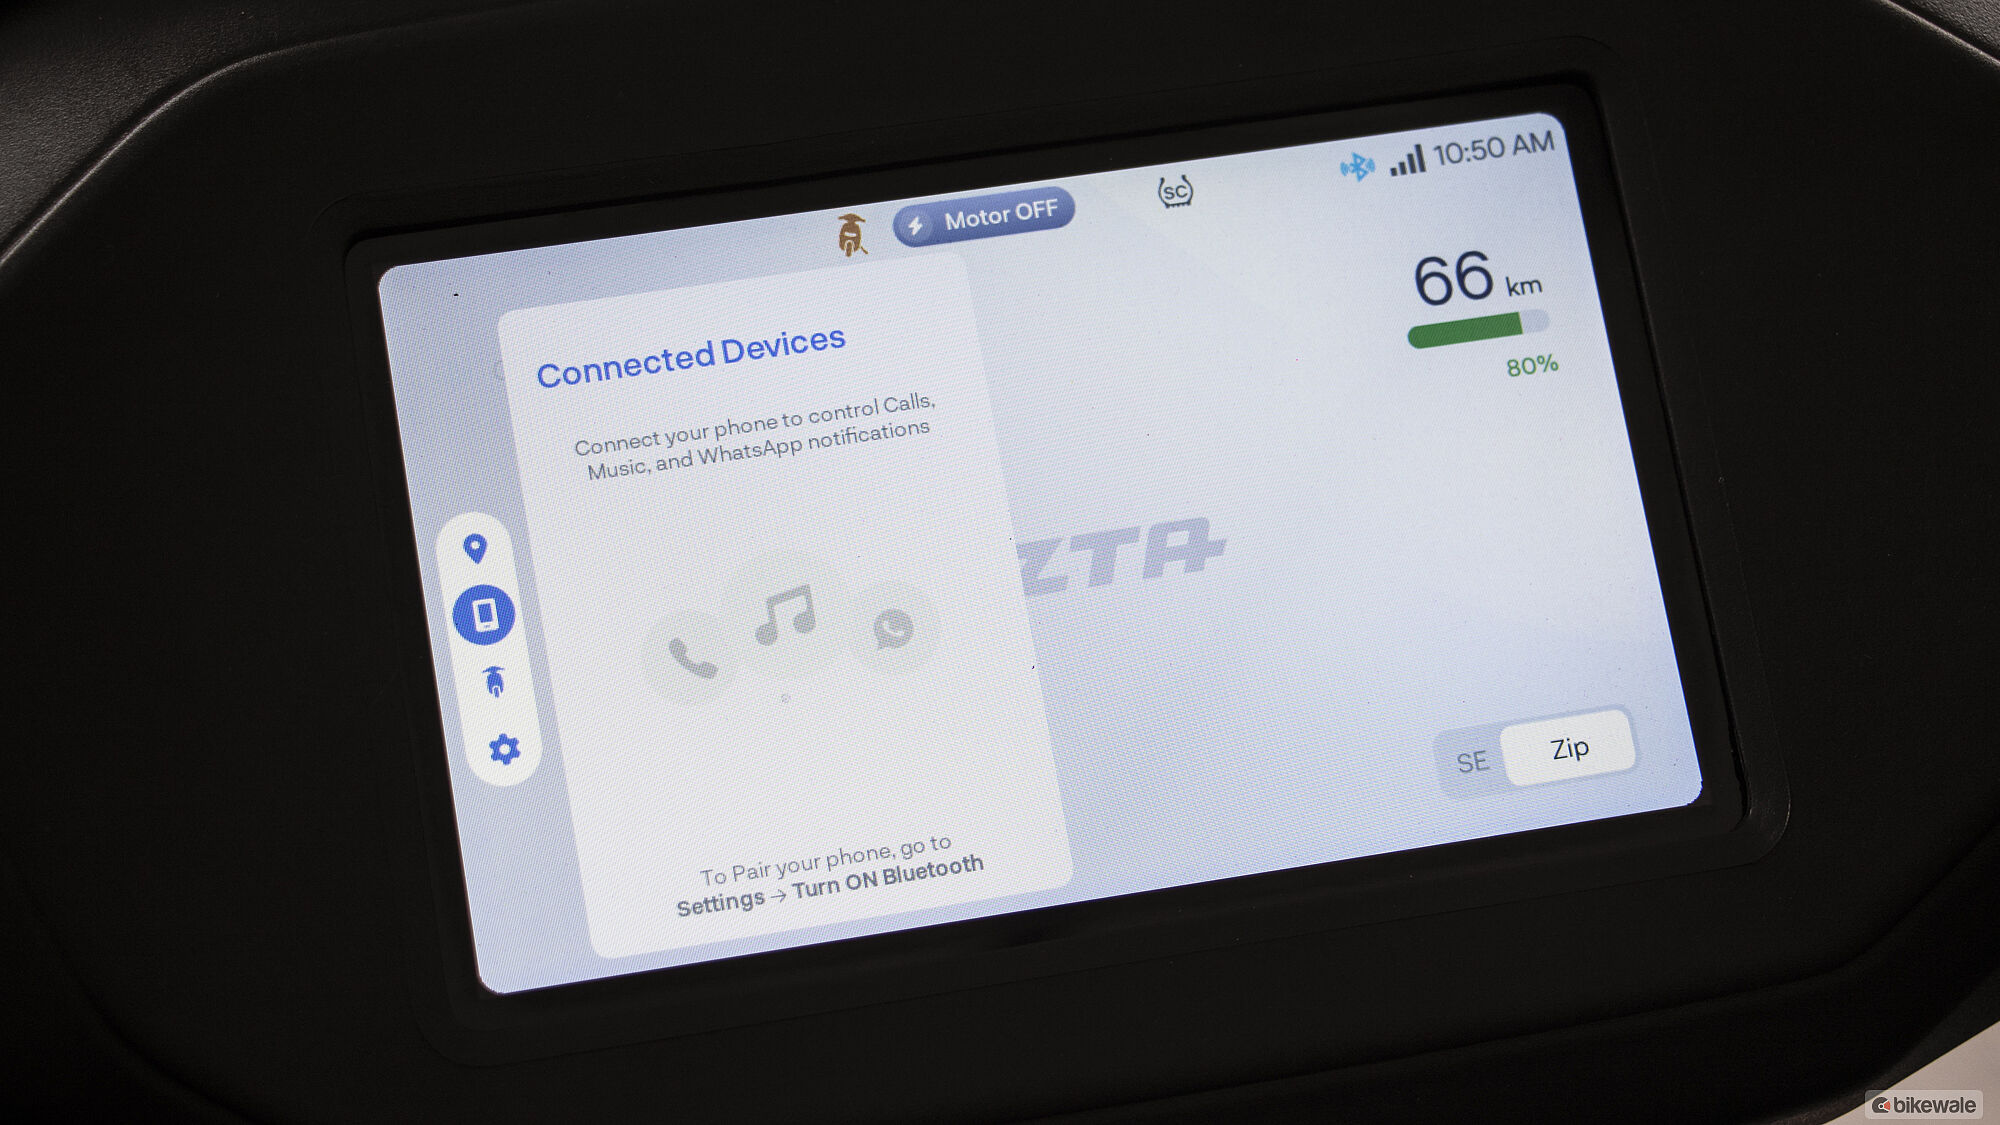 10:50 AM
SC
Motor OFF
66 km
80%
Connected Devices
Connect your phone to control Calls,
Music, and WhatsApp notifications
ZTA
SE Zip
To Pair your phone, go to
Settings → Turn ON Bluetooth
bikewale